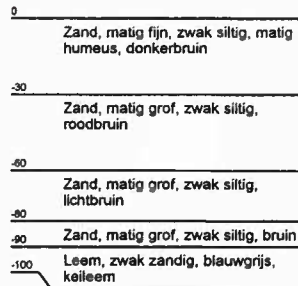 0
Zand, matig fijn, zwak siltig, matig
humeus, donkerbruin
-30
Zand, matig grof, zwak siltig,
roodbruin
-60
Zand, matig grof, zwak siltig,
lichtbruin
-80
Zand, matig grof, zwak siltig, bruin
-90
Leem, zwak zandig, blauwgrijs,
keileem
-100